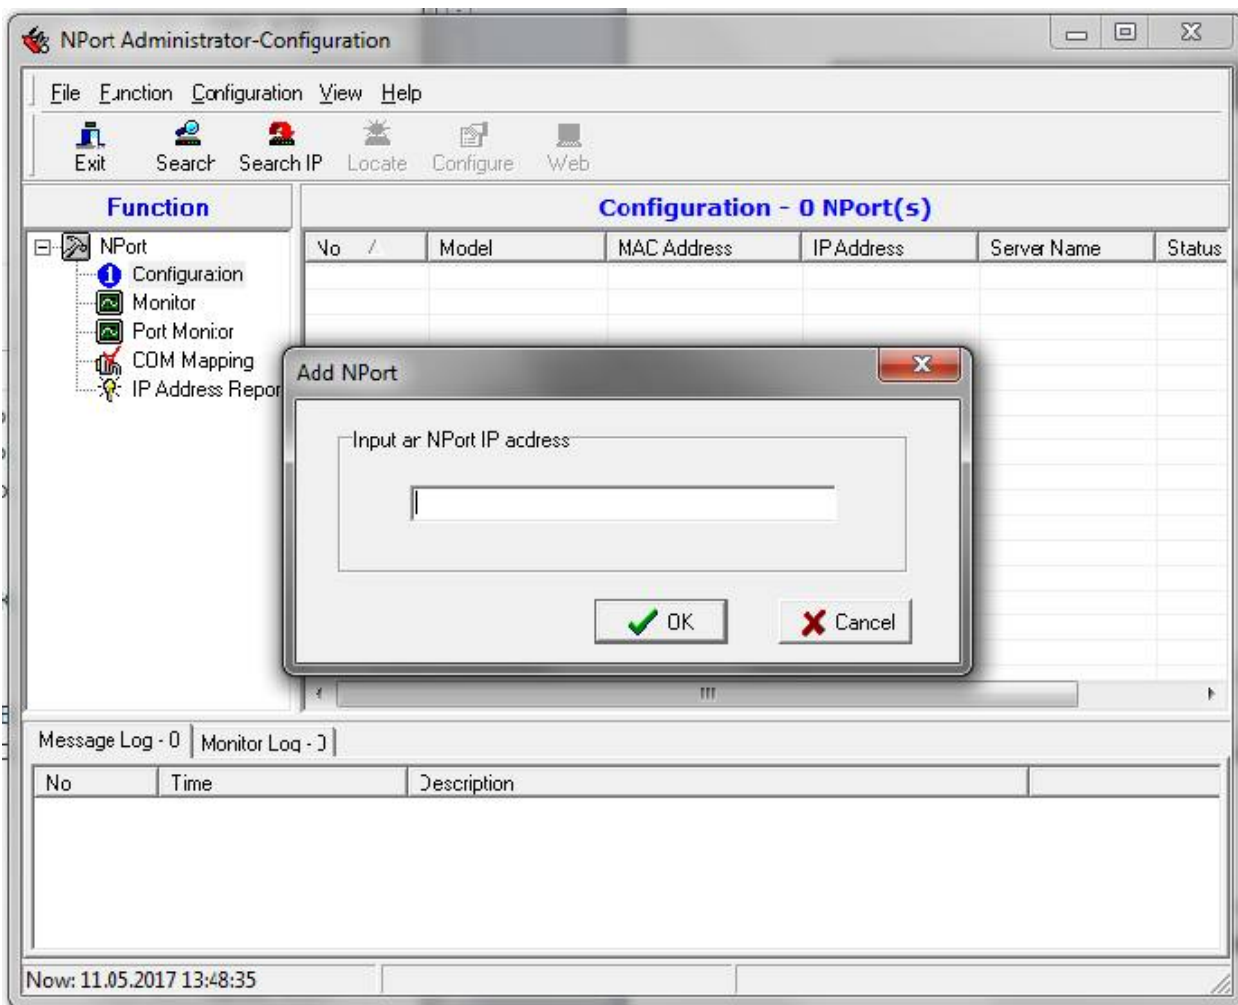 NPort Administrator-Configuration
File Function Configuration View Help
Exit Search Search IP Locate Configure Web
Function
Configuration - 0 NPort(s)
NPort
Configuration
Monitor
Port Monitor
COM Mapping
IP Address Repor
No Model MAC Address IP Address Server Name Status
Add NPort
Input an NPort IP address
OK Cancel
Message Log - 0 Monitor Log - 0
No Time Description
Now: 11.05.2017 13:48:35